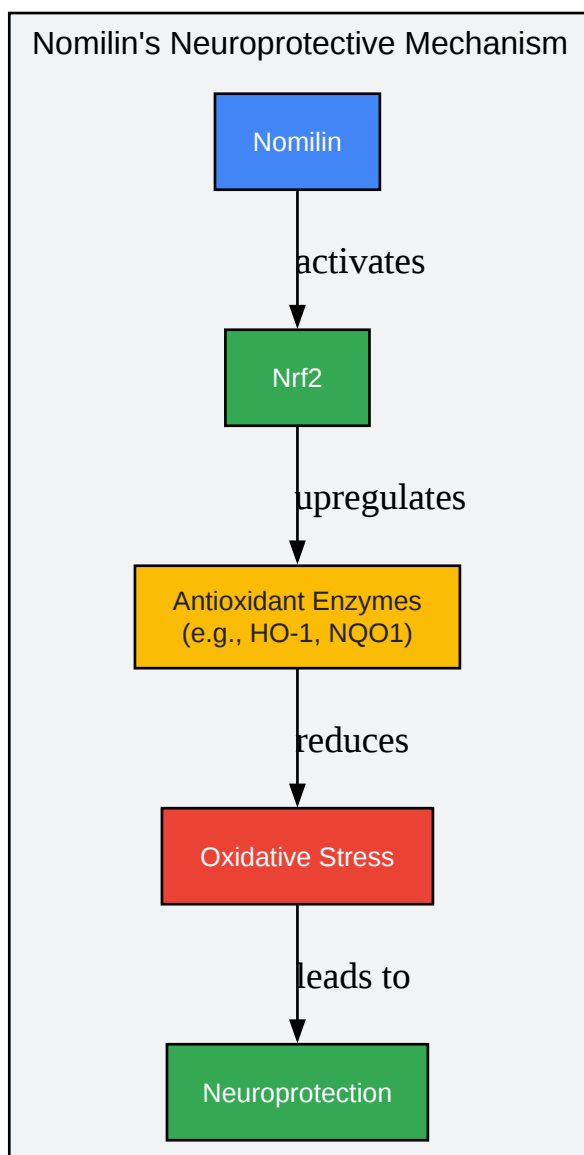 Nomilin's Neuroprotective Mechanism
Nomilin
activates
Nrf2
upregulates
Antioxidant Enzymes
(e.g., HO-1, NQO1)
reduces
Oxidative Stress
leads to
Neuroprotection